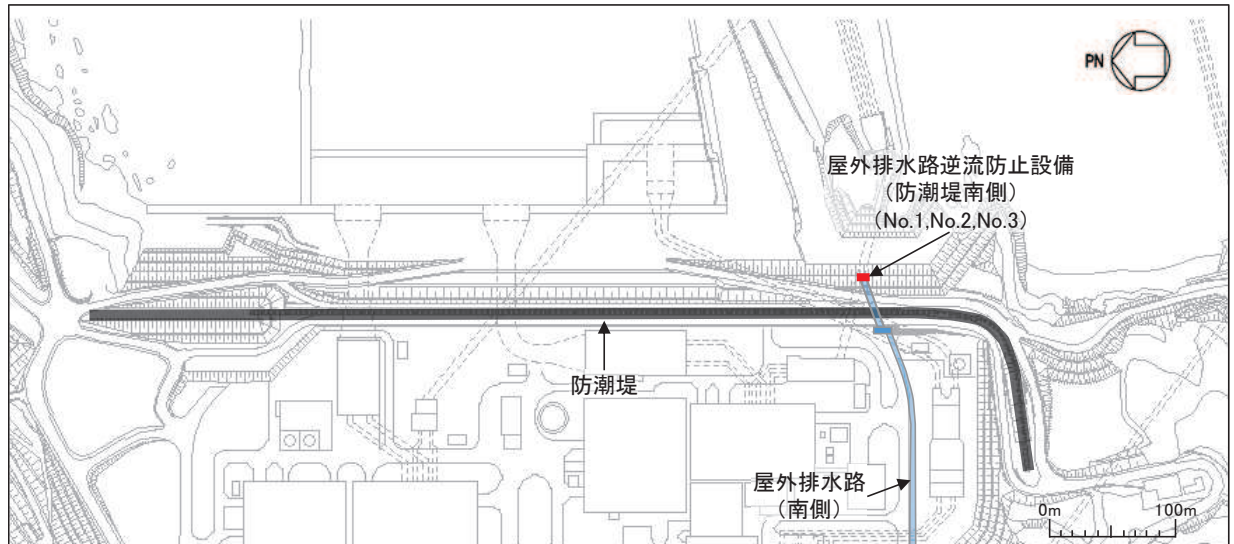 PN
屋外排水路逆流防止設備
（防潮堤南側）
（No.1,No.2,No.3）
防潮堤
屋外排水路
（南側）
0m 100m